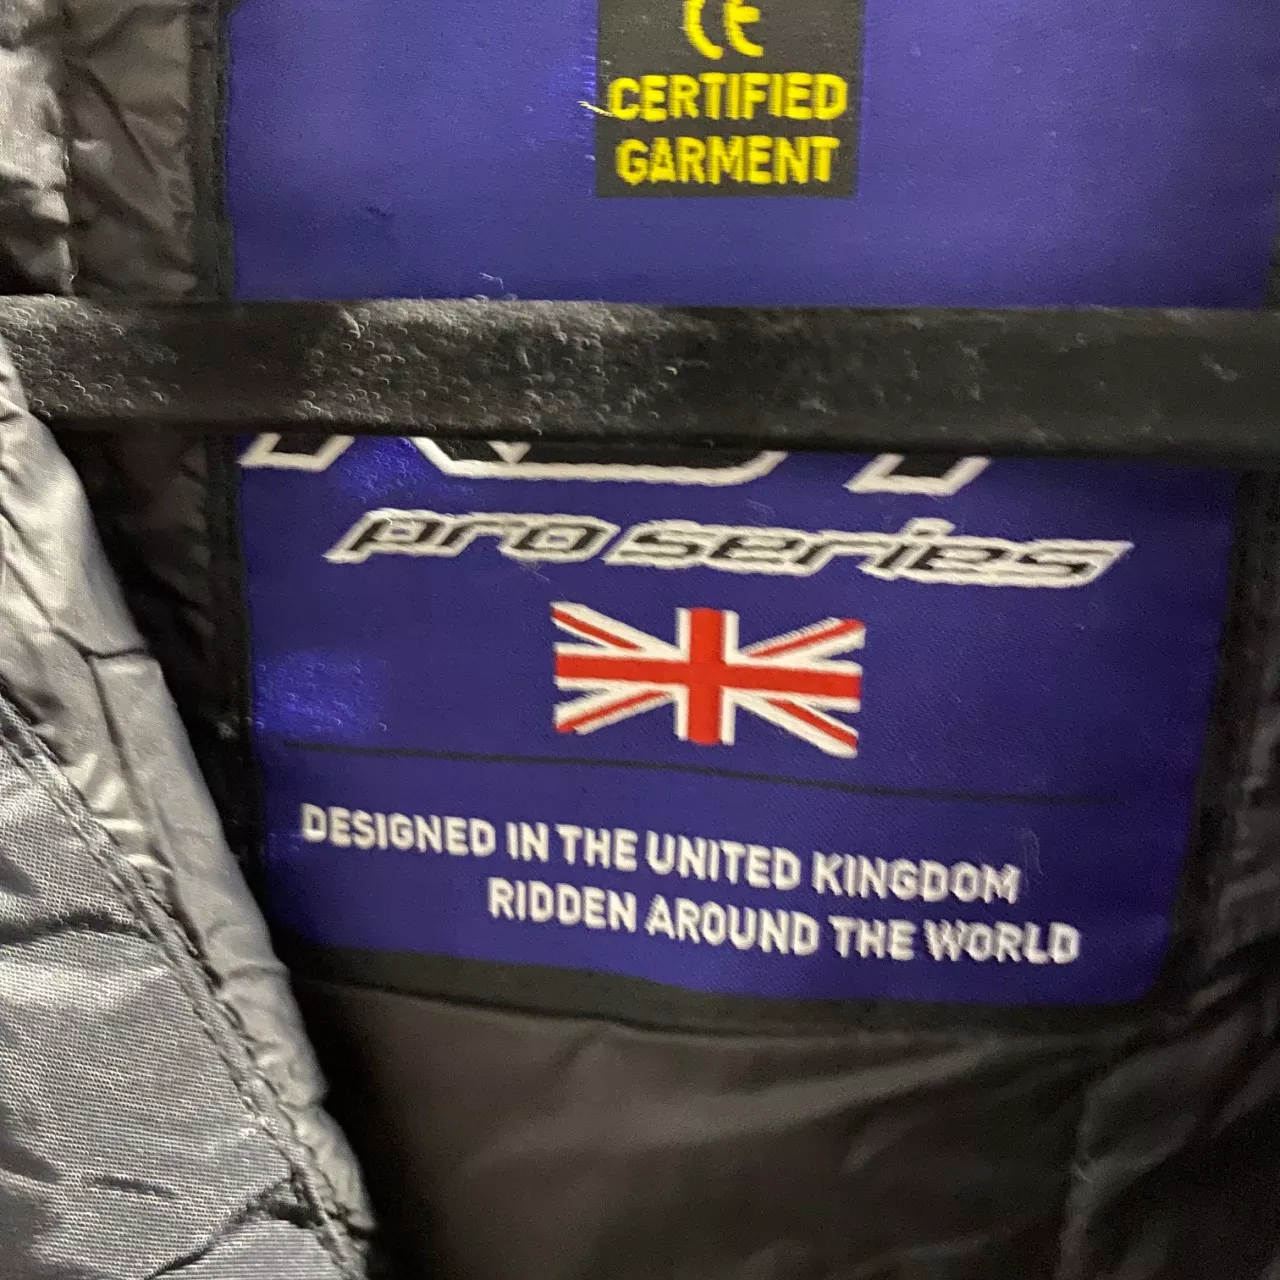 CE
CERTIFIED
GARMENT
pro series
DESIGNED IN THE UNITED KINGDOM
RIDDEN AROUND THE WORLD